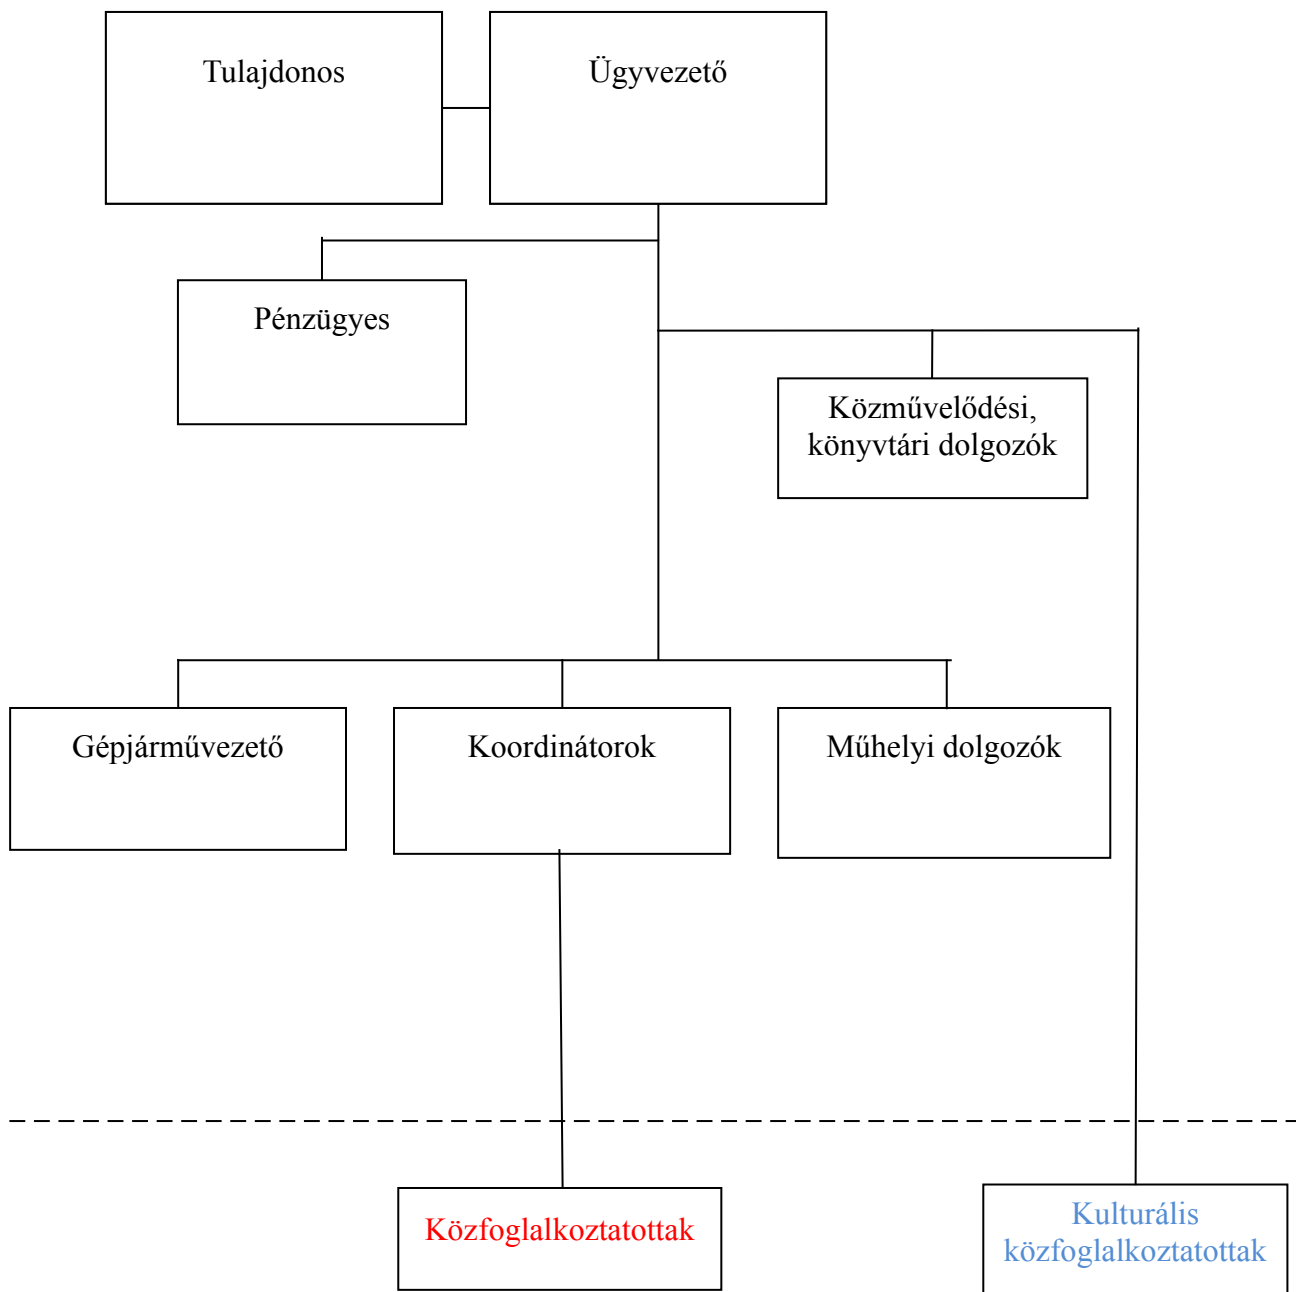 Tulajdonos
Ügyvezető
Pénzügyes
Közművelődési,
könyvtári dolgozók
Gépjárművezető
Koordinátorok
Műhelyi dolgozók
Közfoglalkoztatottak
Kulturális
közfoglalkoztatottak